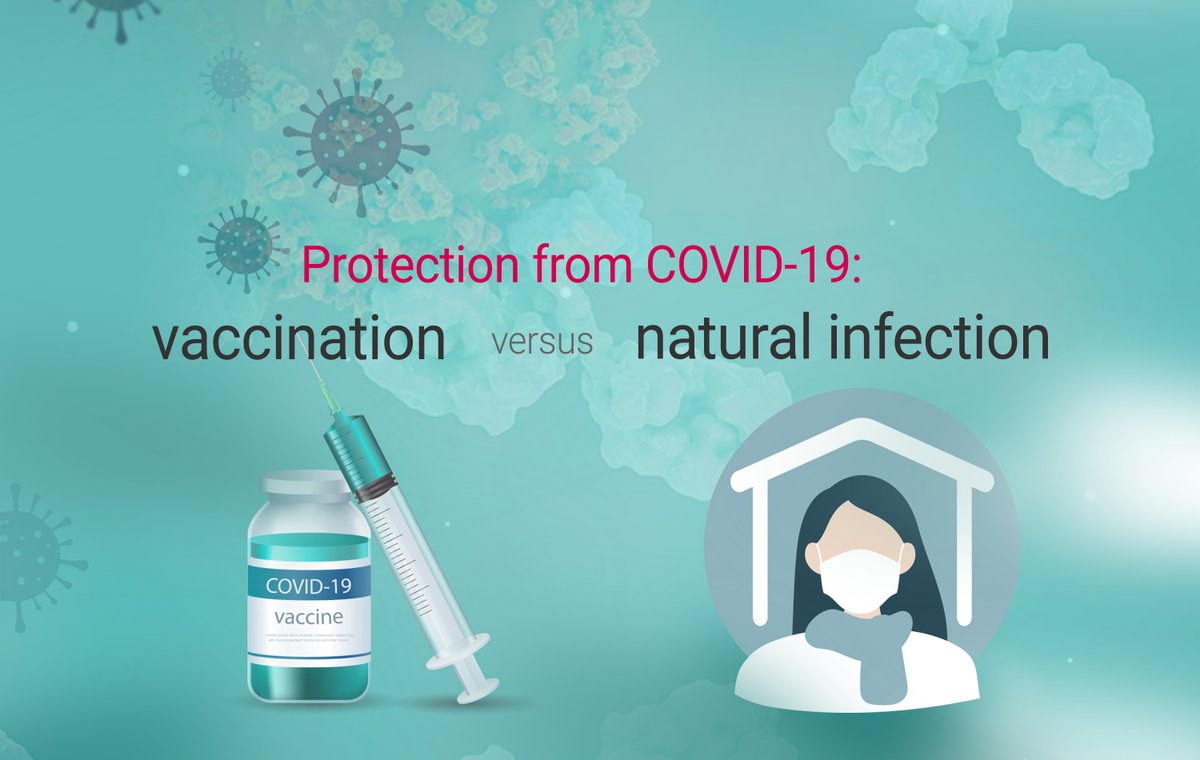 Protection from COVID-19:
vaccination versus natural infection
COVID-19
vaccine